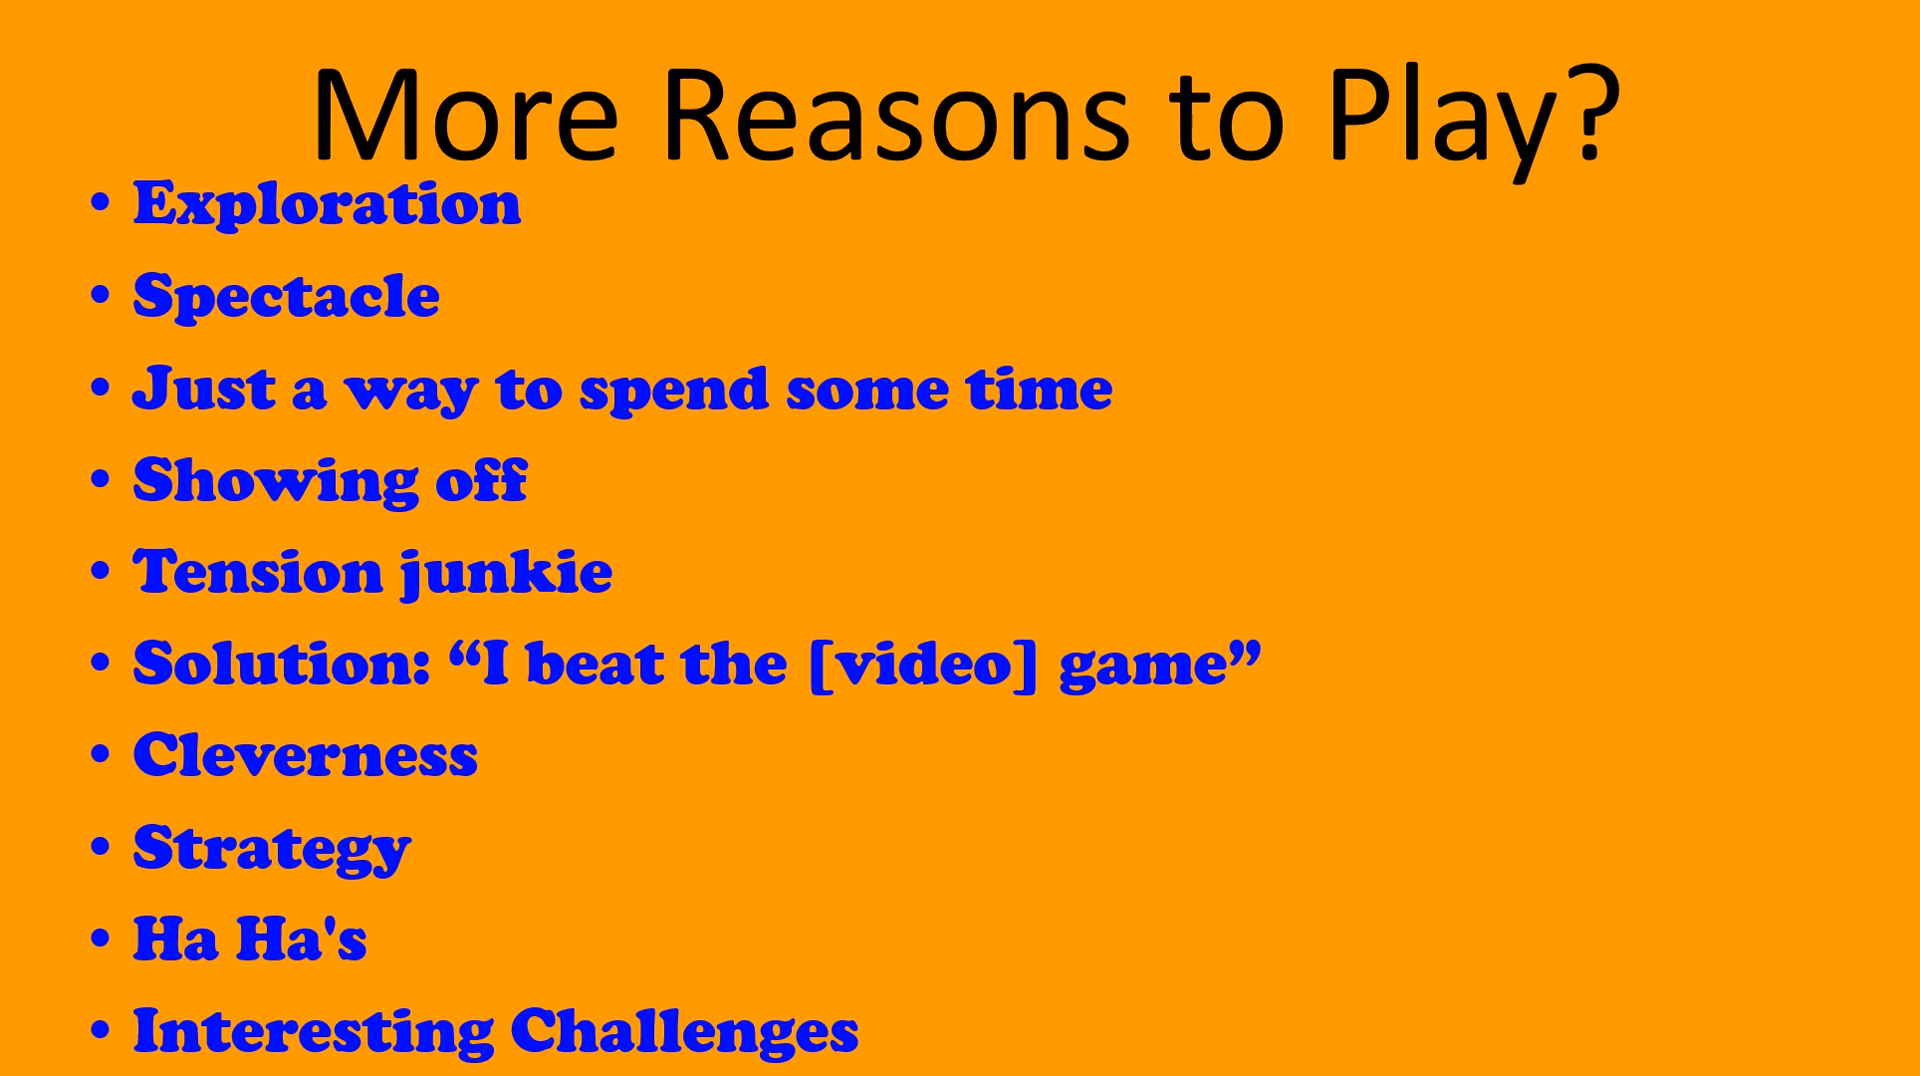 More Reasons to Play?
• Exploration
• Spectacle
• Just a way to spend some time
• Showing off
• Tension junkie
• Solution: “I beat the [video] game”
• Cleverness
• Strategy
• Ha Ha's
• Interesting Challenges